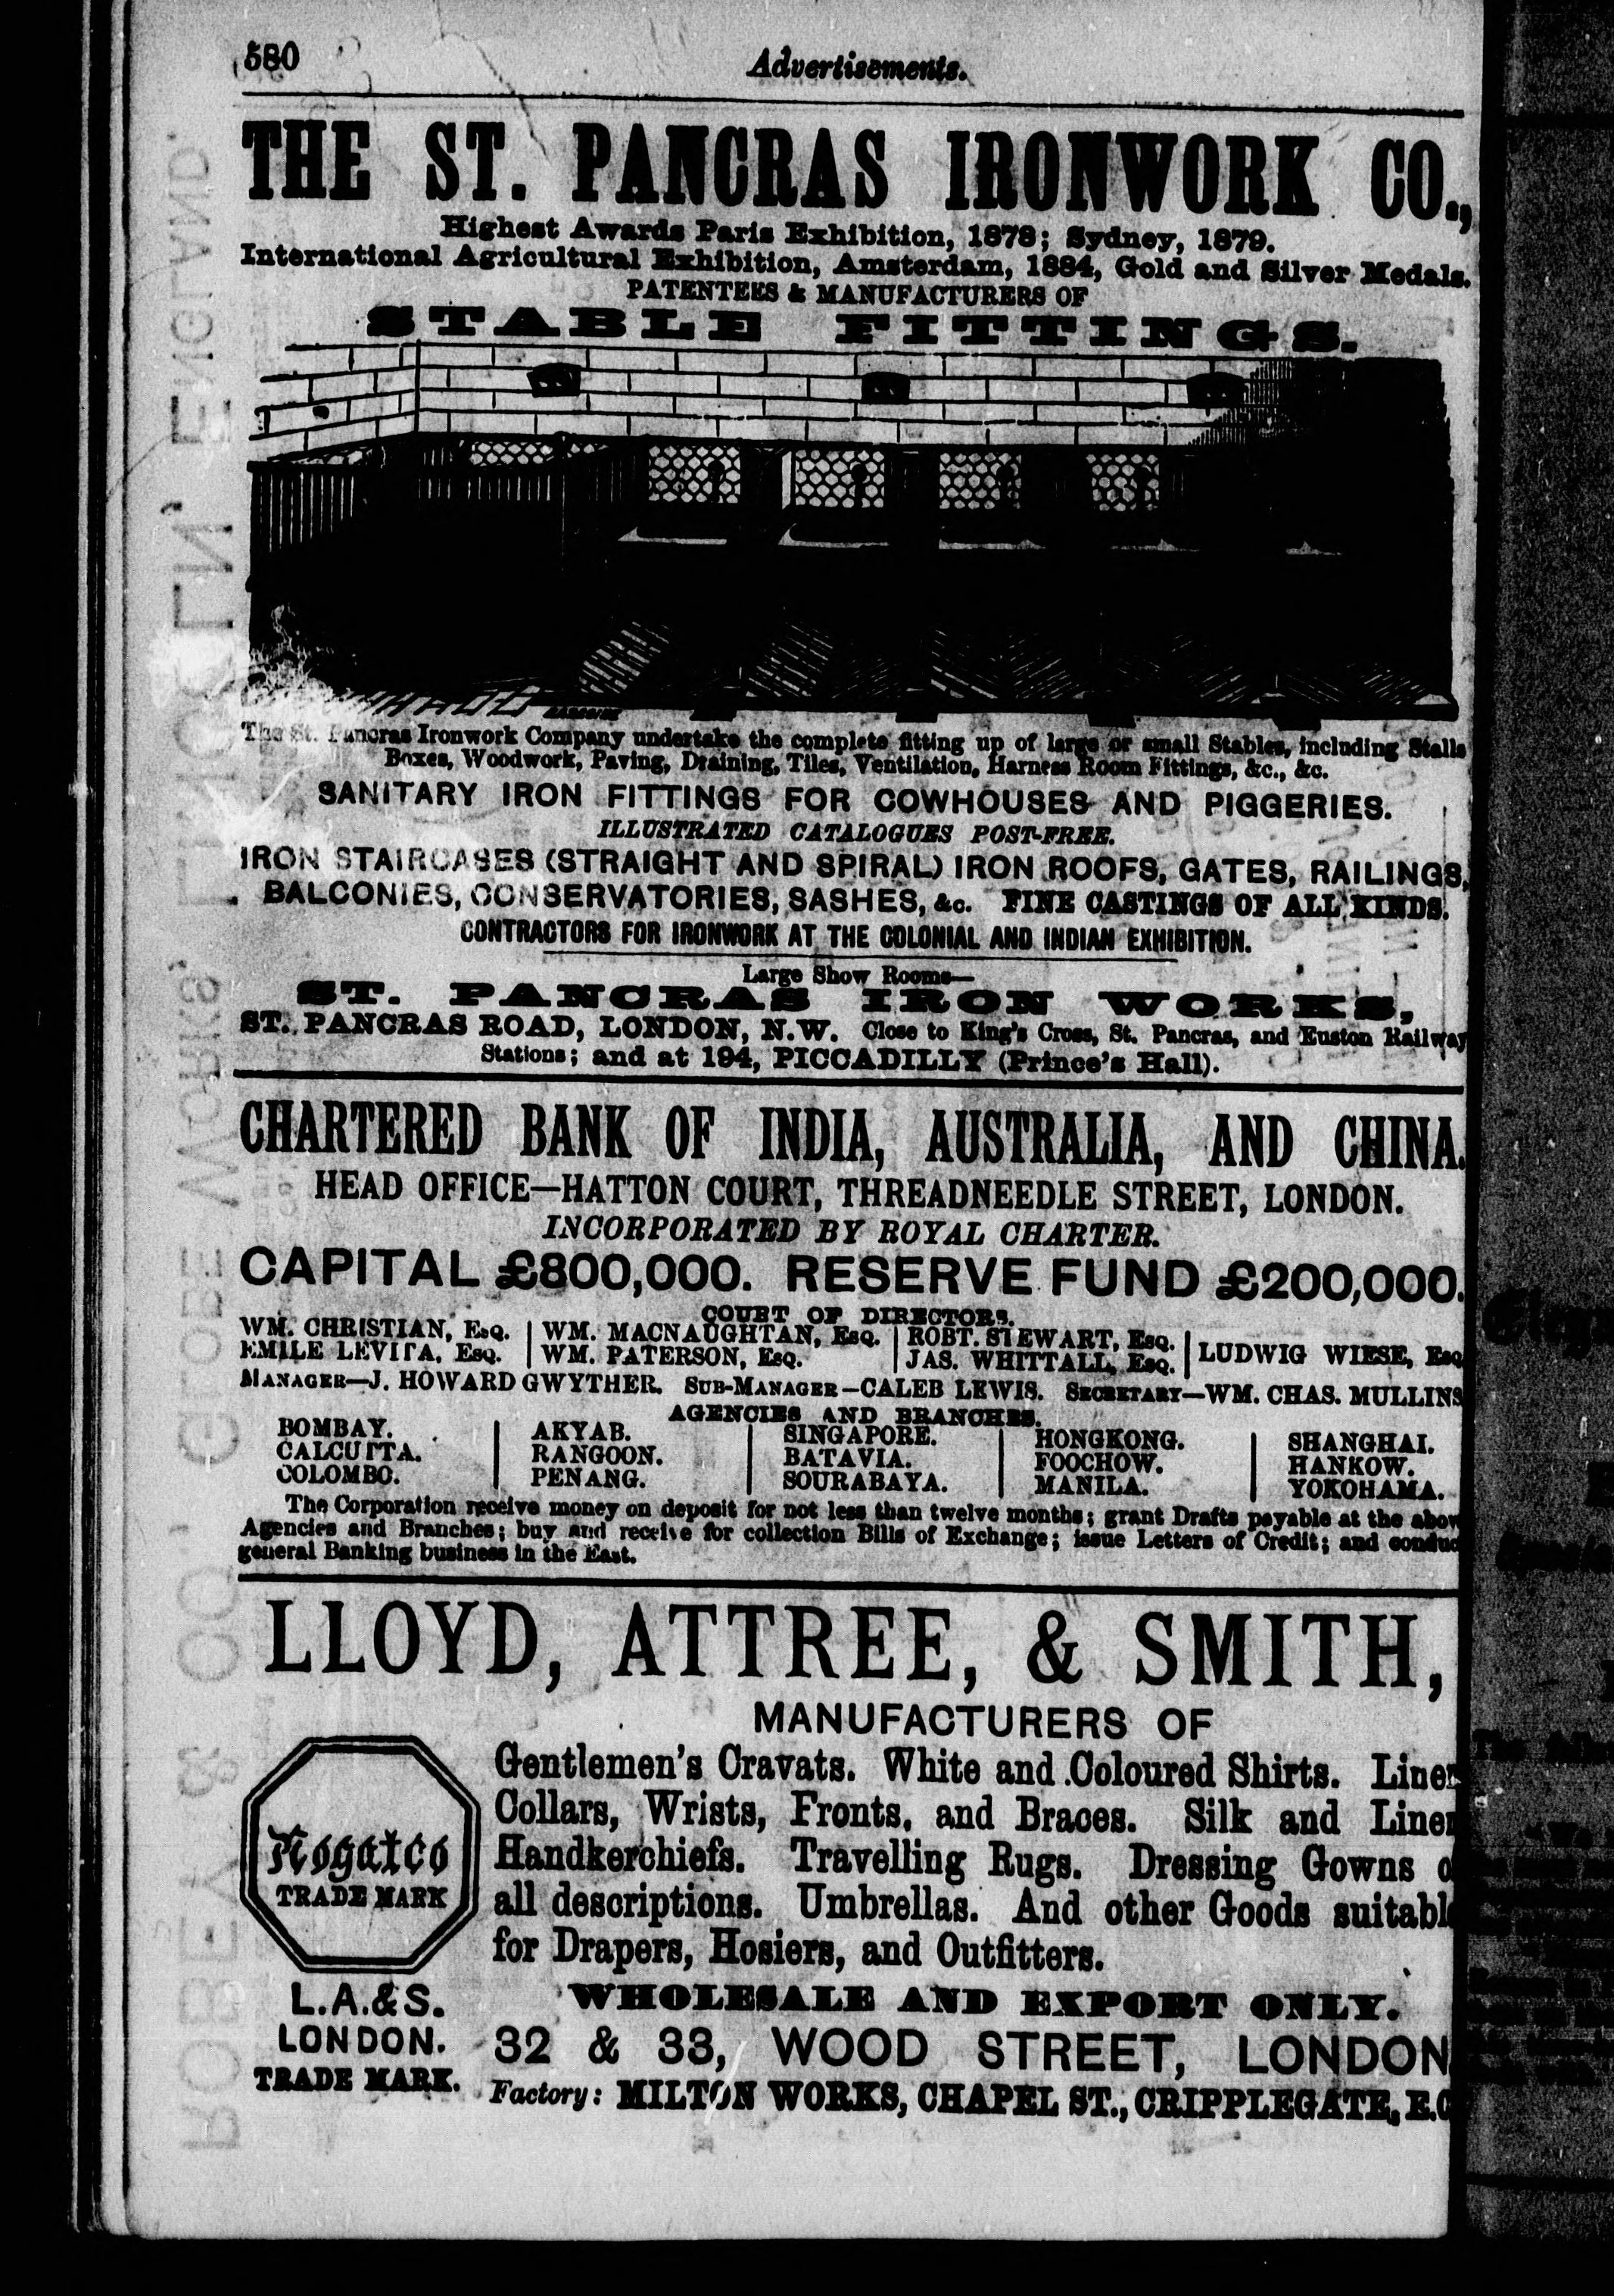 580
Advertisements.
THE ST. PANCRAS IRONWORK CO.,
Highest Awards Paris Exhibition, 1878; Sydney, 1879.
International Agricultural Exhibition, Amsterdam, 1884, Gold and Silver Medals.
PATENTEES & MANUFACTURERS OF
STABLE FITTINGS.
The St. Pancras Ironwork Company undertake the complete fitting up of large or small Stables, including Stalls
Boxes, Woodwork, Paving, Draining, Tiles, Ventilation, Harness Room Fittings, &c., &c.
SANITARY IRON FITTINGS FOR COWHOUSES AND PIGGERIES.
ILLUSTRATED CATALOGUES POST-FREE.
IRON STAIRCASES (STRAIGHT AND SPIRAL) IRON ROOFS, GATES, RAILINGS,
BALCONIES, CONSERVATORIES, SASHES, &c. FINE CASTINGS OF ALL KINDS.
CONTRACTORS FOR IRONWORK AT THE COLONIAL AND INDIAN EXHIBITION.
Large Show Rooms—
ST. PANCRAS IRON WORKS,
ST. PANCRAS ROAD, LONDON, N.W. Close to King's Cross, St. Pancras, and Euston Railway
Stations; and at 194, PICCADILLY (Prince's Hall).
CHARTERED BANK OF INDIA, AUSTRALIA, AND CHINA.
HEAD OFFICE—HATTON COURT, THREADNEEDLE STREET, LONDON.
INCORPORATED BY ROYAL CHARTER.
CAPITAL £800,000. RESERVE FUND £200,000.
COURT OF DIRECTORS.
WM. CHRISTIAN, Esq. | WM. MACNAUGHTAN, Esq. | ROBT. STEWART, Esq. | LUDWIG WIESE, Esq
EMILE LEVITA, Esq. | WM. PATERSON, Esq. | JAS. WHITTALL, Esq.
Manager—J. HOWARD GWYTHER. Sub-Manager—CALEB LEWIS. Secretary—WM. CHAS. MULLINS
AGENCIES AND BRANCHES.
BOMBAY. | AKYAB. | SINGAPORE. | HONGKONG. | SHANGHAI.
CALCUTTA. | RANGOON. | BATAVIA. | FOOCHOW. | HANKOW.
COLOMBO. | PENANG. | SOURABAYA. | MANILA. | YOKOHAMA.
The Corporation receive money on deposit for not less than twelve months; grant Drafts payable at the abov
Agencies and Branches; buy and receive for collection Bills of Exchange; issue Letters of Credit; and conduc
general Banking business in the East.
LLOYD, ATTREE, & SMITH,
MANUFACTURERS OF
Gentlemen's Cravats. White and Coloured Shirts. Linen
Collars, Wrists, Fronts, and Braces. Silk and Linen
Handkerchiefs. Travelling Rugs. Dressing Gowns o
all descriptions. Umbrellas. And other Goods suitabl
for Drapers, Hosiers, and Outfitters.
TRADE MARK
L.A.&S.
LONDON.
TRADE MARK.
WHOLESALE AND EXPORT ONLY.
32 & 33, WOOD STREET, LONDON
Factory: MILTON WORKS, CHAPEL ST., CRIPPLEGATE, E.C